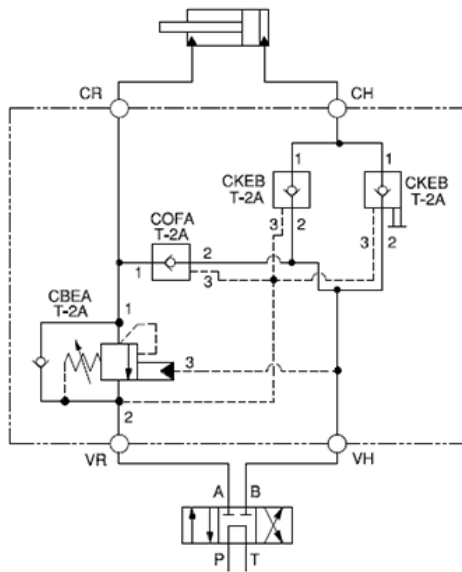 CR CH
1 1
CKEB
T-2A
CKEB
T-2A
COFA
T-2A
3 2 3 2
2
1 3
CBEA
T-2A
1
3
2
VR VH
A B
P T